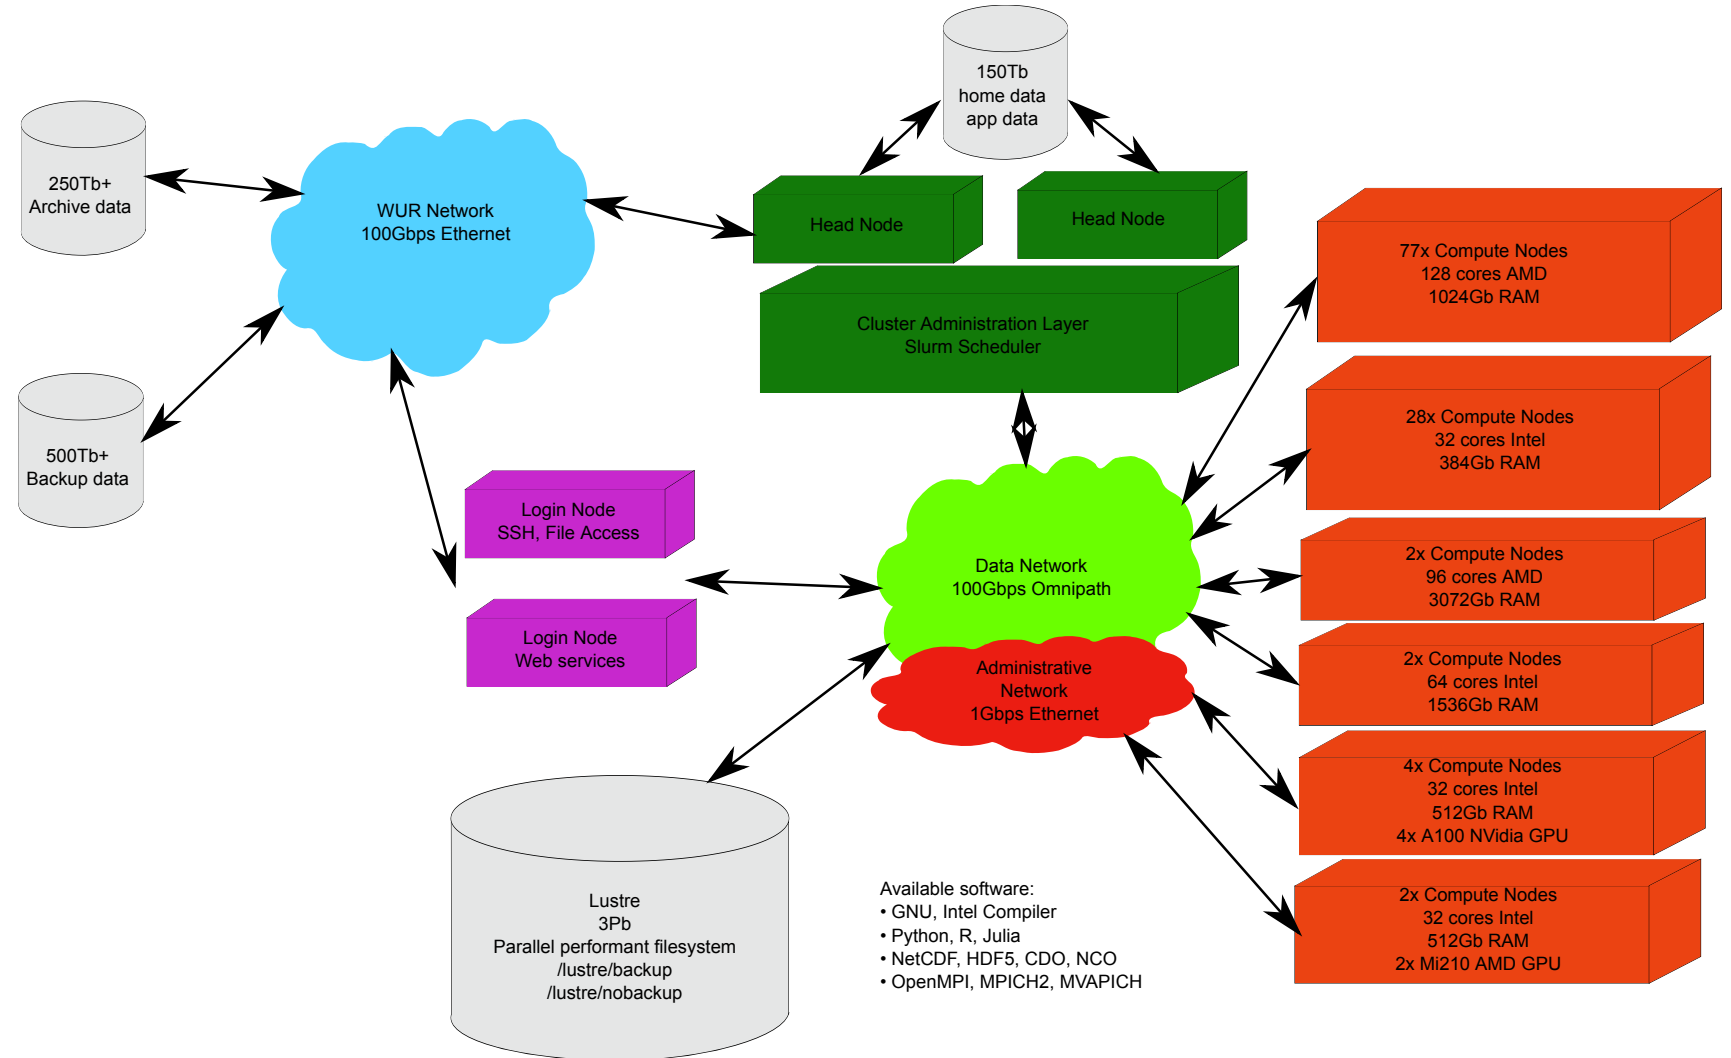 150Tb
home data
app data
250Tb+
Archive data
WUR Network
100Gbps Ethernet
Head Node
Head Node
77x Compute Nodes
128 cores AMD
1024Gb RAM
Cluster Administration Layer
Slurm Scheduler
28x Compute Nodes
32 cores Intel
384Gb RAM
500Tb+
Backup data
Login Node
SSH, File Access
Data Network
100Gbps Omnipath
2x Compute Nodes
96 cores AMD
3072Gb RAM
Login Node
Web services
Administrative
Network
1Gbps Ethernet
2x Compute Nodes
64 cores Intel
1536Gb RAM
4x Compute Nodes
32 cores Intel
512Gb RAM
4x A100 NVidia GPU
Lustre
3Pb
Parallel performant filesystem
/lustre/backup
/lustre/nobackup
Available software:
• GNU, Intel Compiler
• Python, R, Julia
• NetCDF, HDF5, CDO, NCO
• OpenMPI, MPICH2, MVAPICH
2x Compute Nodes
32 cores Intel
512Gb RAM
2x Mi210 AMD GPU